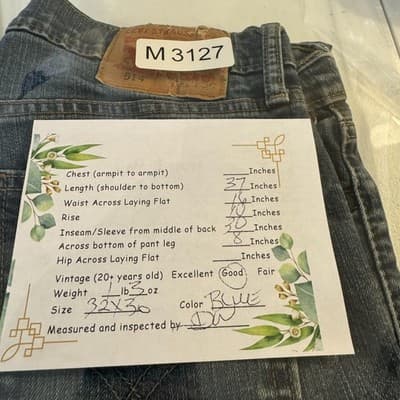 LEVI STRAUSS
M 3127
514
Chest (armpit to armpit) Inches
Length (shoulder to bottom) 37 Inches
Waist Across Laying Flat 16 Inches
Rise 10 Inches
Inseam/Sleeve from middle of back 30 Inches
Across bottom of pant leg 8 Inches
Hip Across Laying Flat Inches
Vintage (20+ years old) Excellent Good Fair
Weight 1 lb 3 oz
Size 32X30 Color BLUE
Measured and inspected by DW